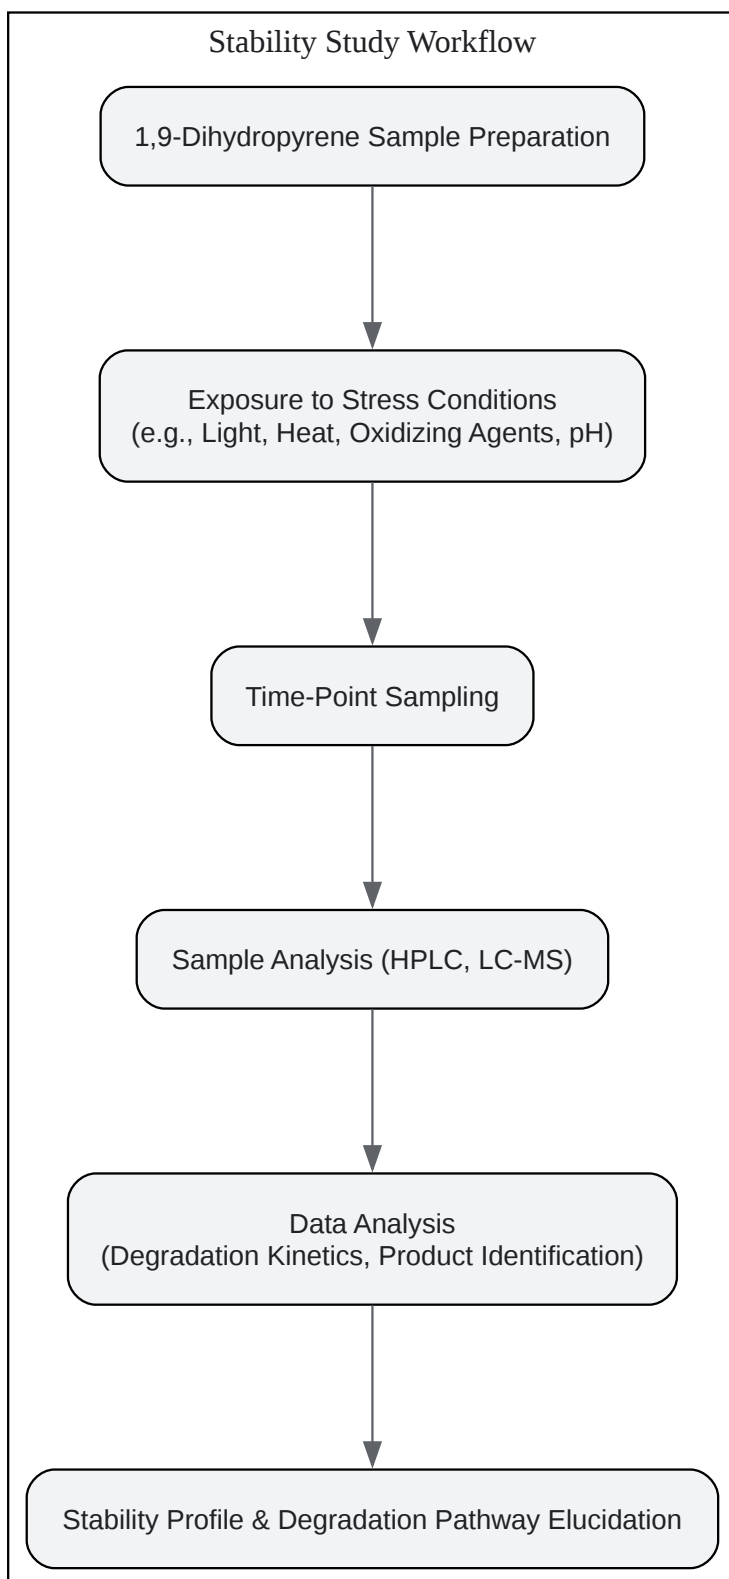 Stability Study Workflow
1,9-Dihydropyrene Sample Preparation
Exposure to Stress Conditions
(e.g., Light, Heat, Oxidizing Agents, pH)
Time-Point Sampling
Sample Analysis (HPLC, LC-MS)
Data Analysis
(Degradation Kinetics, Product Identification)
Stability Profile & Degradation Pathway Elucidation